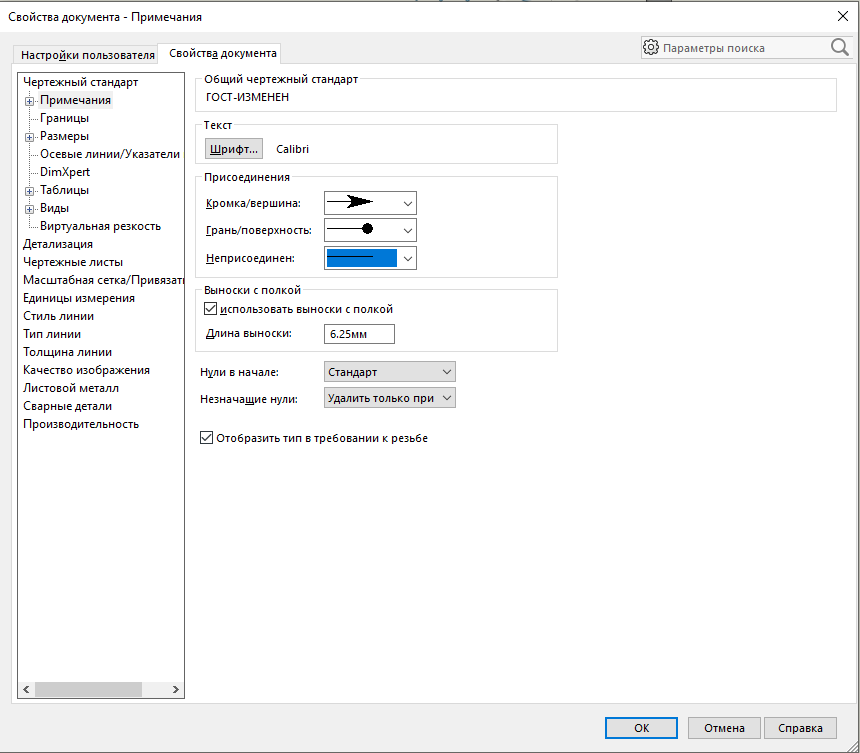 Свойства документа - Примечания
Настройки пользователя
Свойства документа
Параметры поиска
Чертежный стандарт
Примечания
Границы
Размеры
Осевые линии/Указатели
DimXpert
Таблицы
Виды
Виртуальная резкость
Детализация
Чертежные листы
Масштабная сетка/Привязат
Единицы измерения
Стиль линии
Тип линии
Толщина линии
Качество изображения
Листовой металл
Сварные детали
Производительность
Общий чертежный стандарт
ГОСТ-ИЗМЕНЕН
Текст
Шрифт... Calibri
Присоединения
Кромка/вершина:
Грань/поверхность:
Неприсоединен:
Выноски с полкой
использовать выноски с полкой
Длина выноски: 6.25мм
Нули в начале: Стандарт
Незначащие нули: Удалить только при
Отобразить тип в требовании к резьбе
OK Отмена Справка